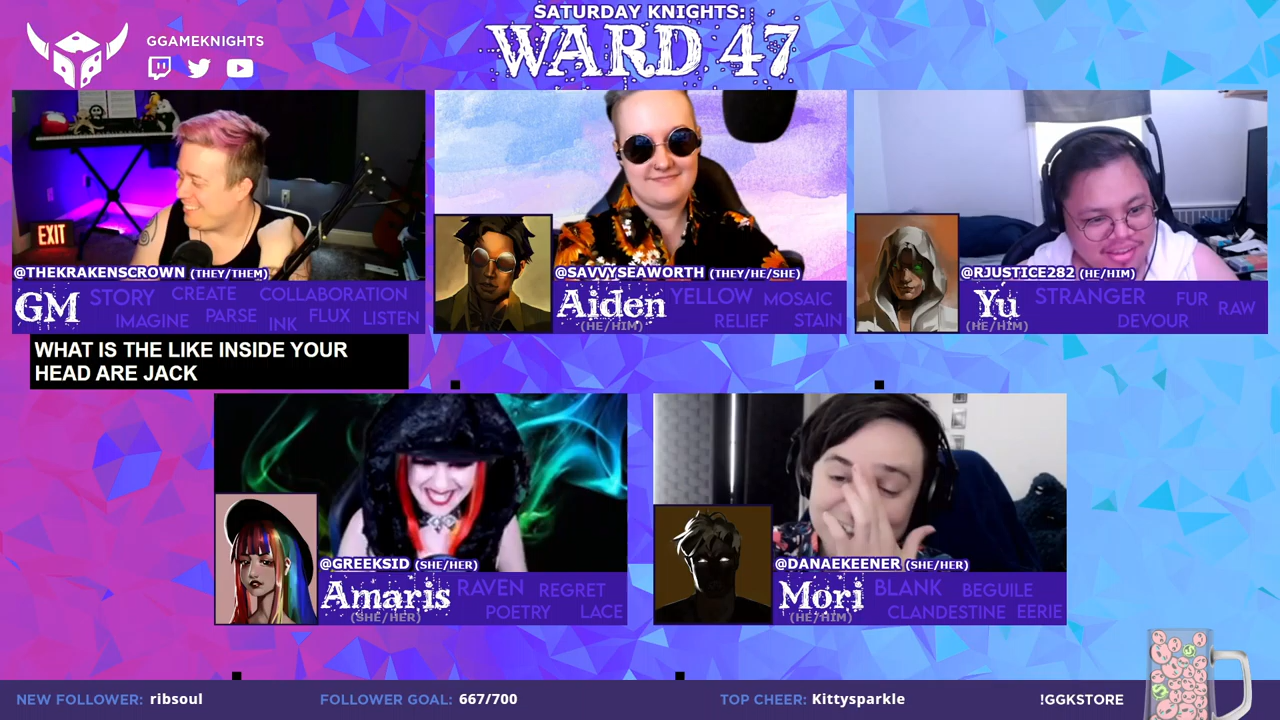 SATURDAY KNIGHTS:
WARD 47
GGAMEKNIGHTS
EXIT
@THEKRAKENSCROWN (THEY/THEM)
GM
STORY CREATE COLLABORATION
IMAGINE PARSE INK FLUX LISTEN
@SAVVYSEAWORTH (THEY/HE/SHE)
Aiden
(HE/HIM)
YELLOW MOSAIC
RELIEF STAIN
@RJUSTICE282 (HE/HIM)
Yu
(HE/HIM)
STRANGER FUR RAW
DEVOUR
WHAT IS THE LIKE INSIDE YOUR
HEAD ARE JACK
@GREEKSID (SHE/HER)
Amaris
(SHE/HER)
RAVEN REGRET
POETRY LACE
@DANAEKEENER (SHE/HER)
Mori
(HE/HIM)
BLANK BEGUILE
CLANDESTINE EERIE
NEW FOLLOWER: ribsoul
FOLLOWER GOAL: 667/700
TOP CHEER: Kittysparkle
!GGKSTORE